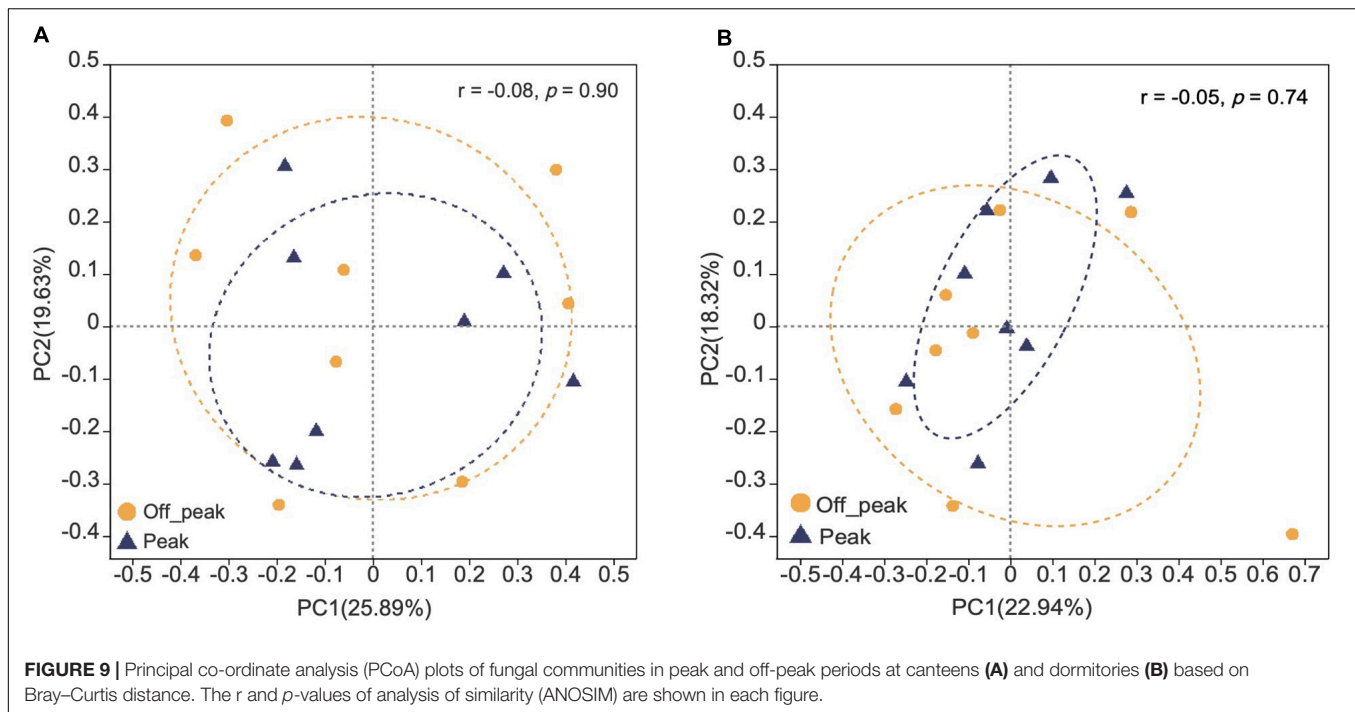 A
0.5
r = -0.08, p = 0.90
0.4
0.3
0.2
0.1
0
-0.1
-0.2
-0.3
-0.4
PC2(19.63%)
Off_peak
Peak
-0.5 -0.4 -0.3 -0.2 -0.1 0 0.1 0.2 0.3 0.4 0.5
PC1(25.89%)
B
0.5
r = -0.05, p = 0.74
0.4
0.3
0.2
0.1
0
-0.1
-0.2
-0.3
-0.4
PC2(18.32%)
Off_peak
Peak
-0.5-0.4-0.3-0.2-0.1 0 0.1 0.2 0.3 0.4 0.5 0.6 0.7
PC1(22.94%)
FIGURE 9 | Principal co-ordinate analysis (PCoA) plots of fungal communities in peak and off-peak periods at canteens (A) and dormitories (B) based on
Bray–Curtis distance. The r and p-values of analysis of similarity (ANOSIM) are shown in each figure.